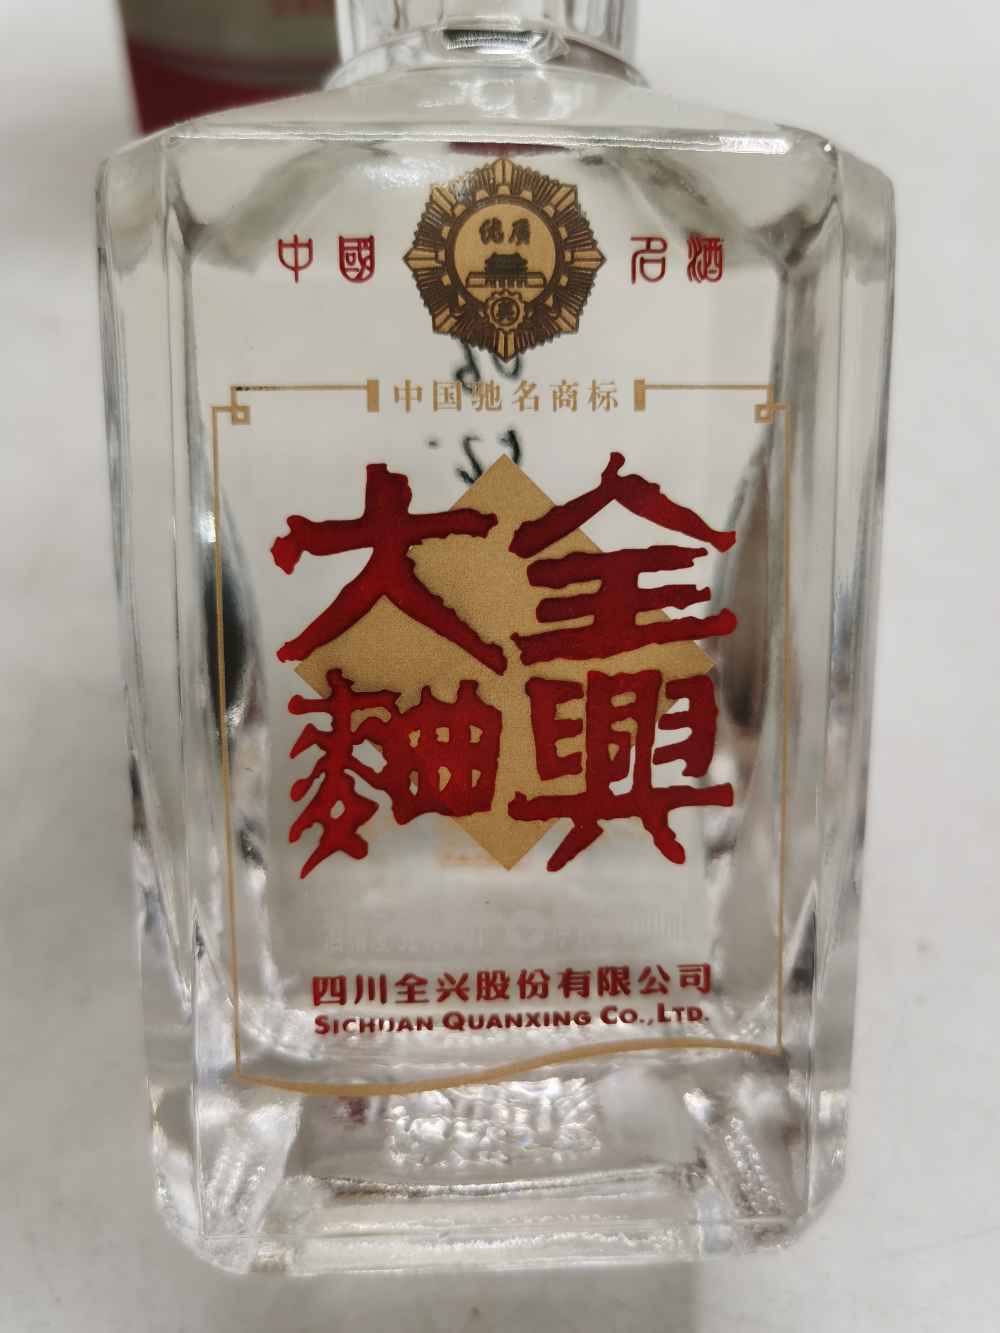 中國 名酒
中国驰名商标
全興
大麯
四川全兴股份有限公司
SICHUAN QUANXING CO.,LTD.